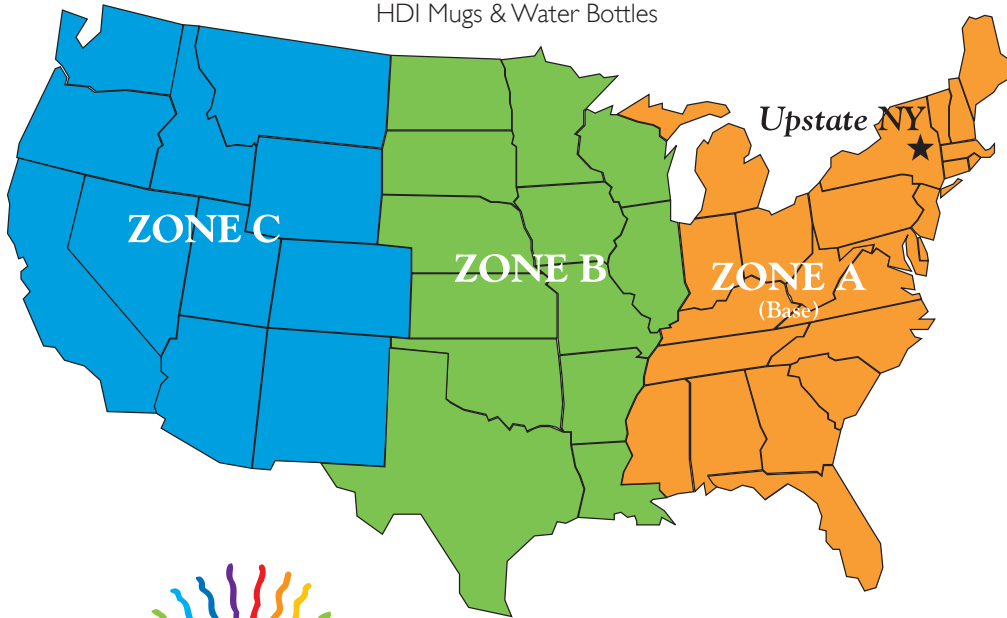 HDI Mugs & Water Bottles
Upstate NY
ZONE C
ZONE B
ZONE A
(Base)